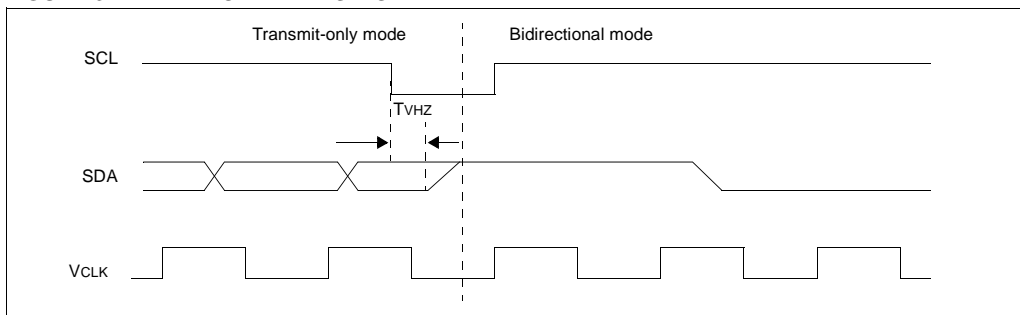 Transmit-only mode
Bidirectional mode
SCL
TVHZ
SDA
VCLK